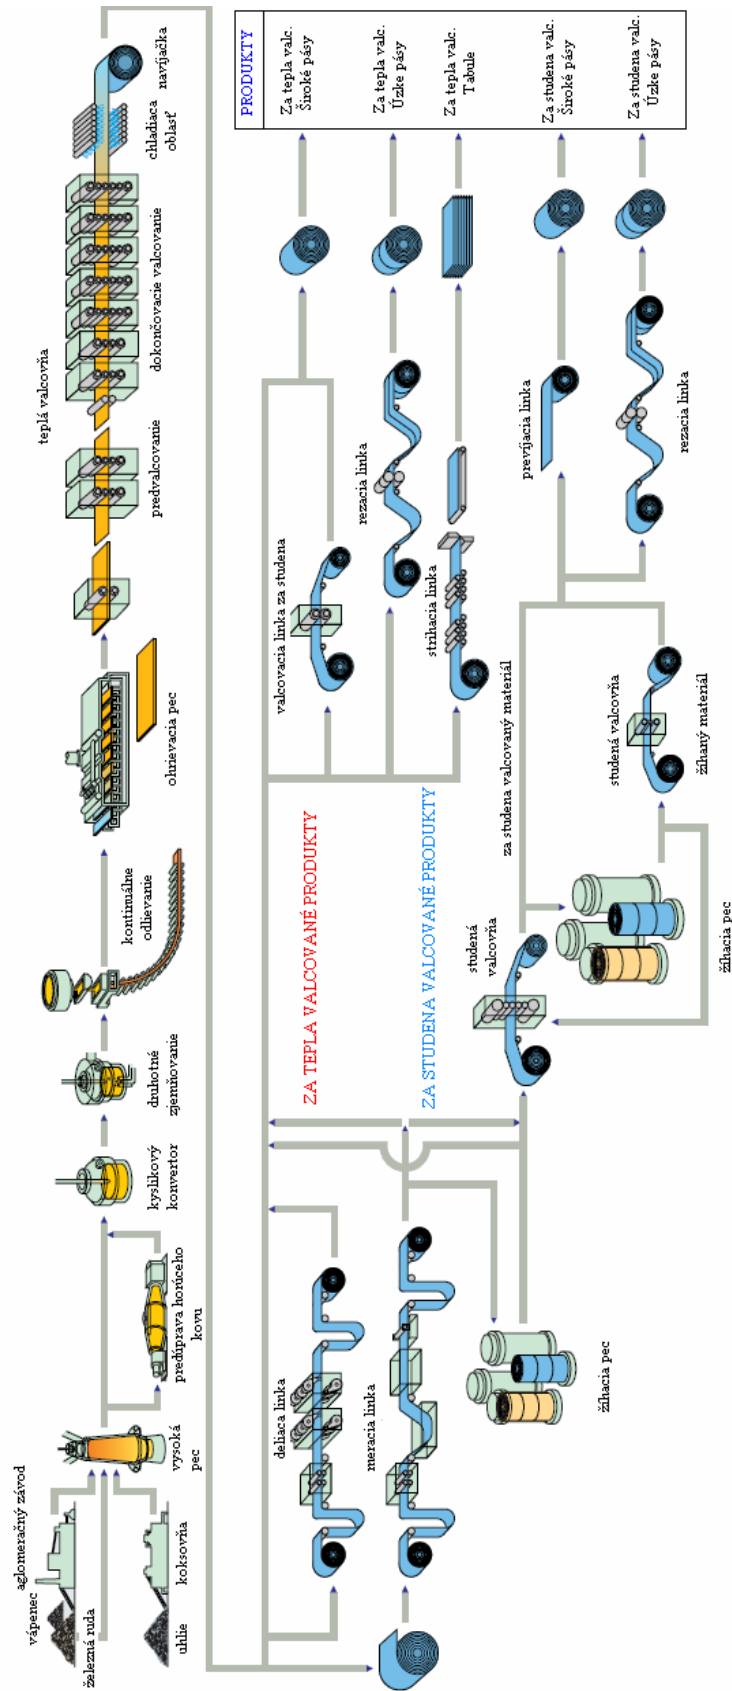 vápenec
aglomeračný závod
železná ruda
uhlie
koksovňa
vysoká
pec
predúprava horúceho
kovu
kyslíkový
konvertor
druhotné
zjemňovanie
kontinuálne
odlievanie
ohrievacia pec
teplá valcovňa
predvalcovanie
dokončovacie valcovanie
chladiaca
oblasť
navíjačka
deliaca linka
meracia linka
žíhacia pec
ZA TEPLA VALCOVANÉ PRODUKTY
ZA STUDENA VALCOVANÉ PRODUKTY
valcovacia linka za studena
rezacia linka
strihacia linka
studená
valcovňa
žíhacia pec
za studena valcovaný materiál
studená valcovňa
žíhaný materiál
prevíjacia linka
rezacia linka
PRODUKTY
Za tepla valc.
Široké pásy
Za tepla valc.
Úzke pásy
Za tepla valc.
Tabule
Za studena valc.
Široké pásy
Za studena valc.
Úzke pásy